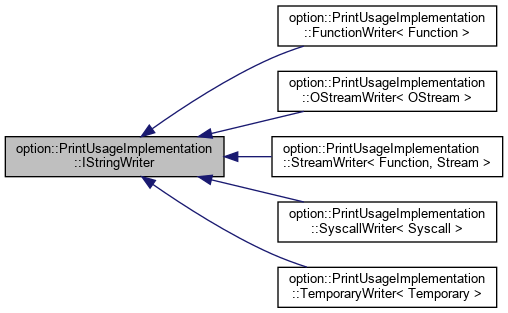 option::PrintUsageImplementation
::FunctionWriter< Function >
option::PrintUsageImplementation
::OStreamWriter< OStream >
option::PrintUsageImplementation
::IStringWriter
option::PrintUsageImplementation
::StreamWriter< Function, Stream >
option::PrintUsageImplementation
::SyscallWriter< Syscall >
option::PrintUsageImplementation
::TemporaryWriter< Temporary >